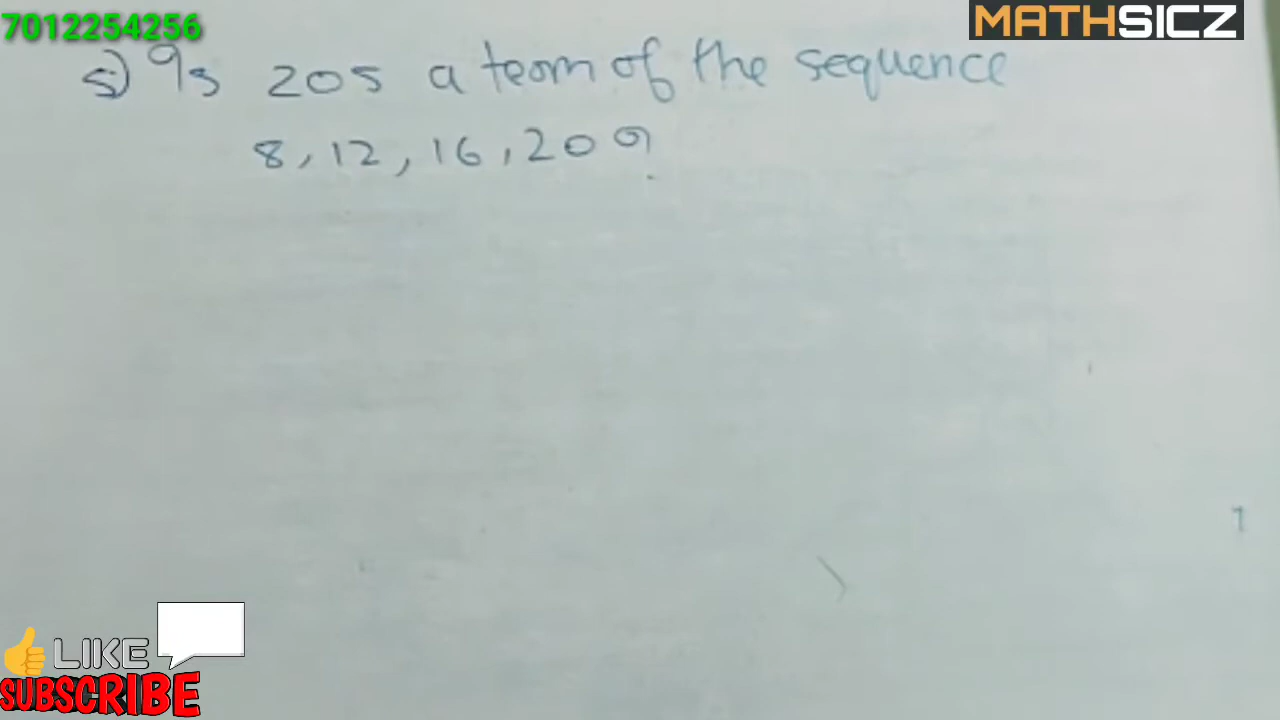 7012254256
MATHSICZ
5) Is 205 a term of the sequence
8, 12, 16, 20 ?
1
LIKE
SUBSCRIBE